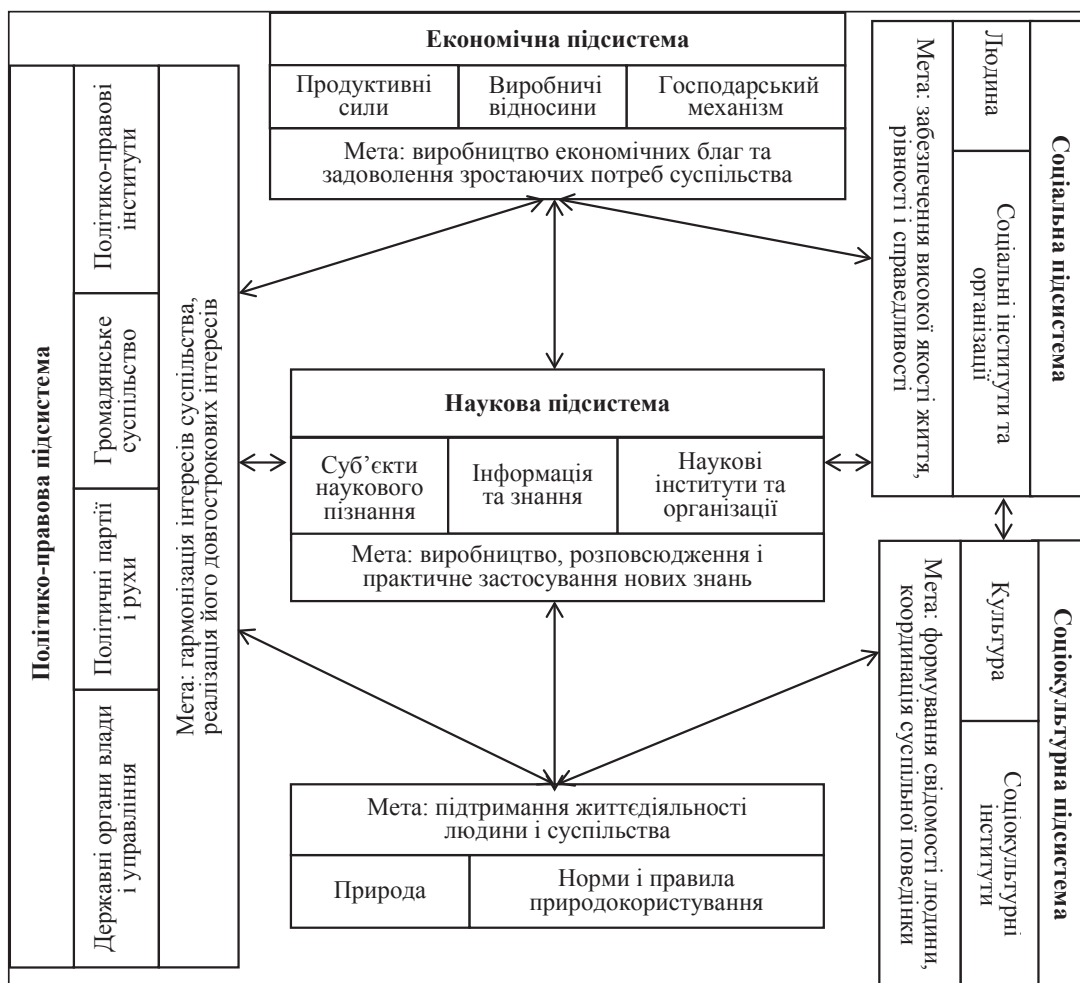 Економічна підсистема
Продуктивні
сили
Виробничі
відносини
Господарський
механізм
Мета: виробництво економічних благ та
задоволення зростаючих потреб суспільства
Політико-правова підсистема
Політико-правові
інститути
Громадянське
суспільство
Політичні партії
і рухи
Державні органи влади
і управління
Мета: гармонізація інтересів суспільства,
реалізація його довгострокових інтересів
Наукова підсистема
Суб’єкти
наукового
пізнання
Інформація
та знання
Наукові
інститути та
організації
Мета: виробництво, розповсюдження і
практичне застосування нових знань
Мета: підтримання життєдіяльності
людини і суспільства
Природа
Норми і правила
природокористування
Соціальна підсистема
Людина
Соціальні інститути та
організації
Мета: забезпечення високої якості життя,
рівності і справедливості
Соціокультурна підсистема
Культура
Соціокультурні
інститути
Мета: формування свідомості людини,
координація суспільної поведінки